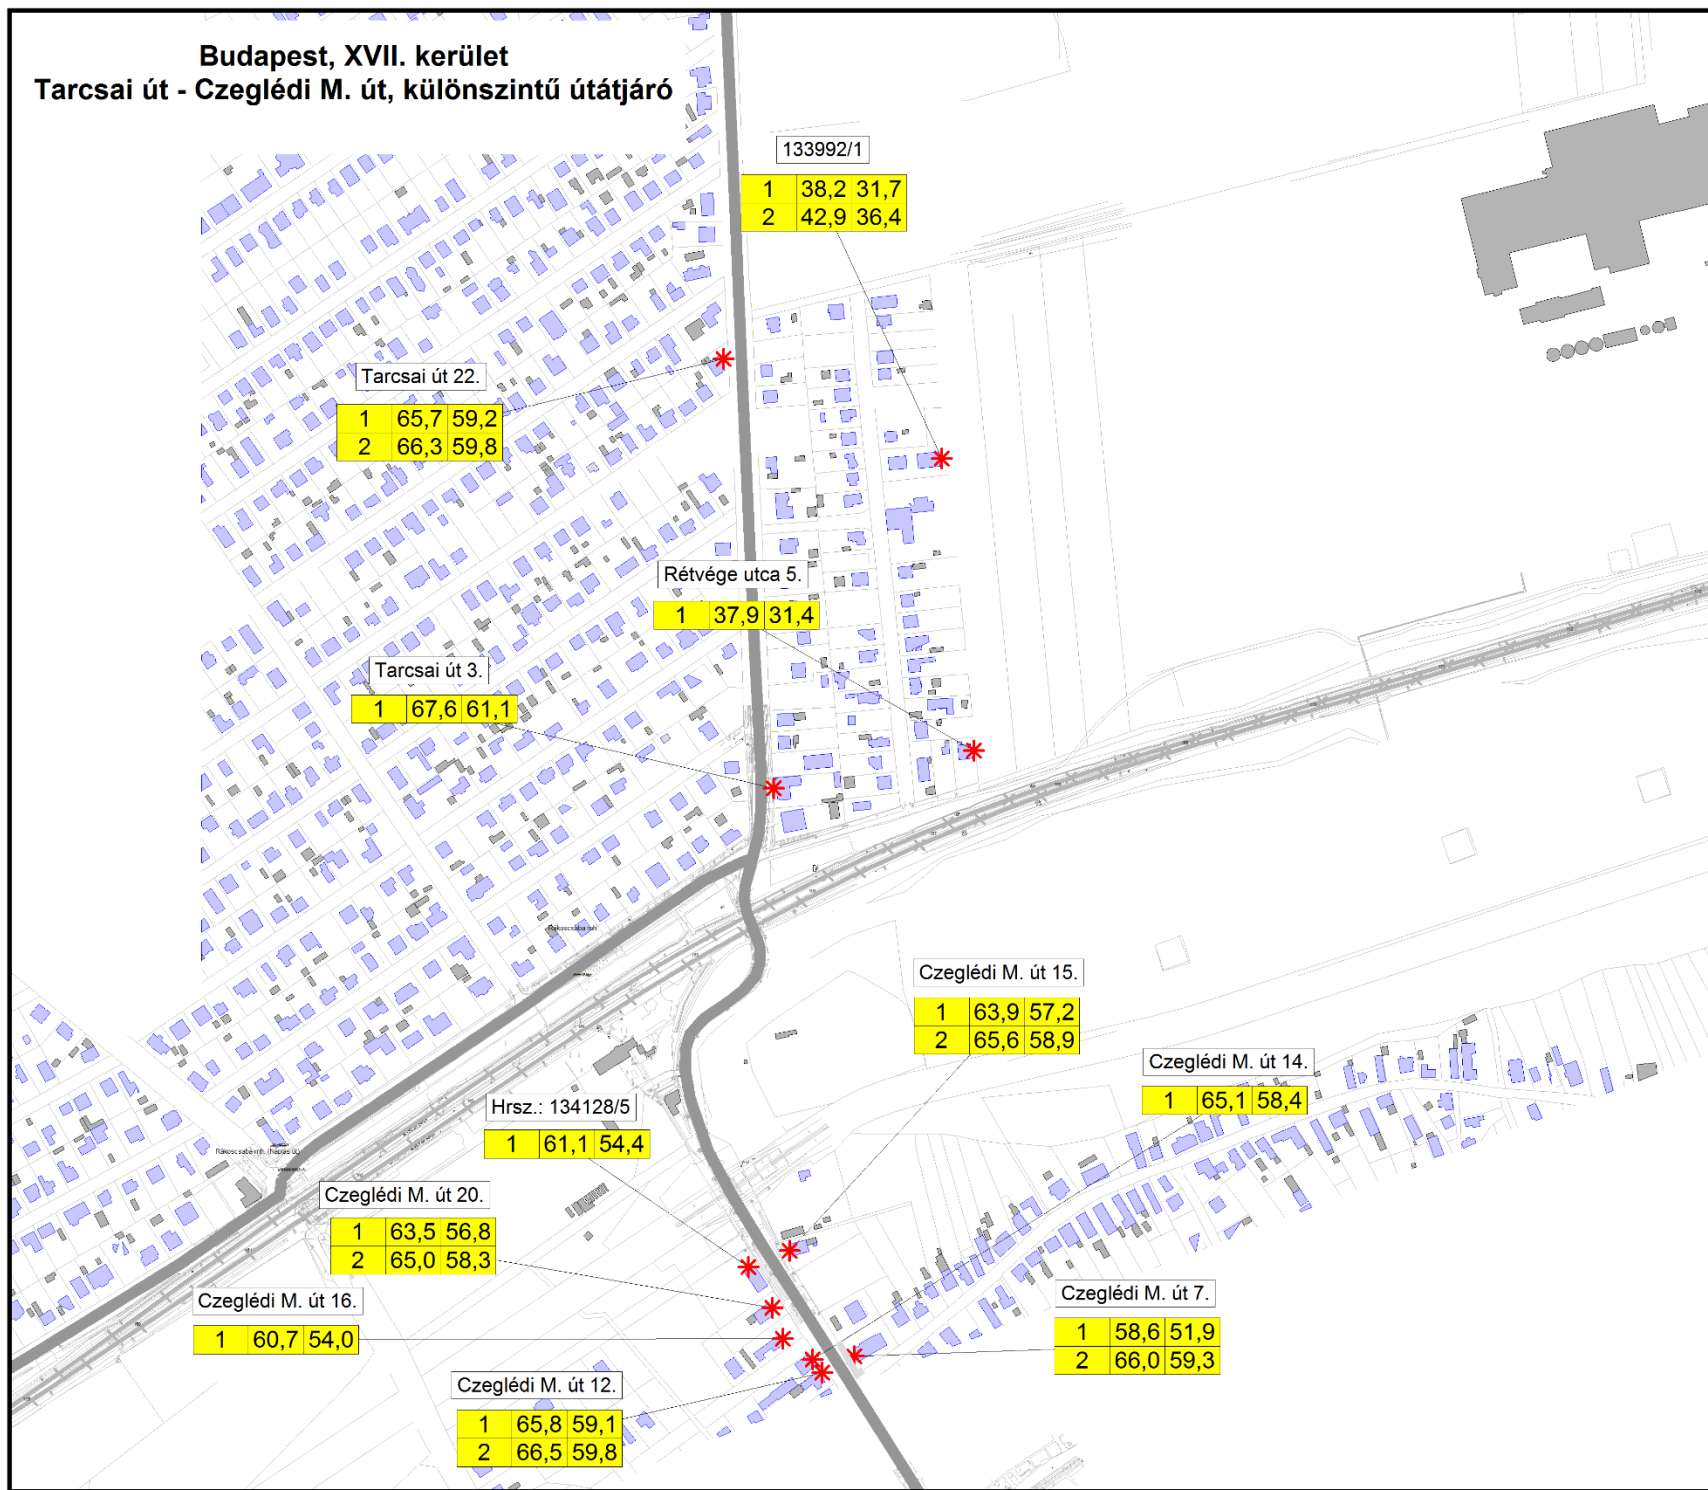 Budapest, XVII. kerület
Tarcsai út - Czeglédi M. út, különszintű útátjáró
133992/1
1 38,2 31,7
2 42,9 36,4
Tarcsai út 22.
1 65,7 59,2
2 66,3 59,8
Rétvége utca 5.
1 37,9 31,4
Tarcsai út 3.
1 67,6 61,1
Rákoscsaba mh.
Czeglédi M. út 15.
1 63,9 57,2
2 65,6 58,9
Czeglédi M. út 14.
1 65,1 58,4
Hrsz.: 134128/5
1 61,1 54,4
Rákoscsaba mh. (Naplás út)
Czeglédi M. út 20.
1 63,5 56,8
2 65,0 58,3
Czeglédi M. út 16.
1 60,7 54,0
Czeglédi M. út 7.
1 58,6 51,9
2 66,0 59,3
Czeglédi M. út 12.
1 65,8 59,1
2 66,5 59,8